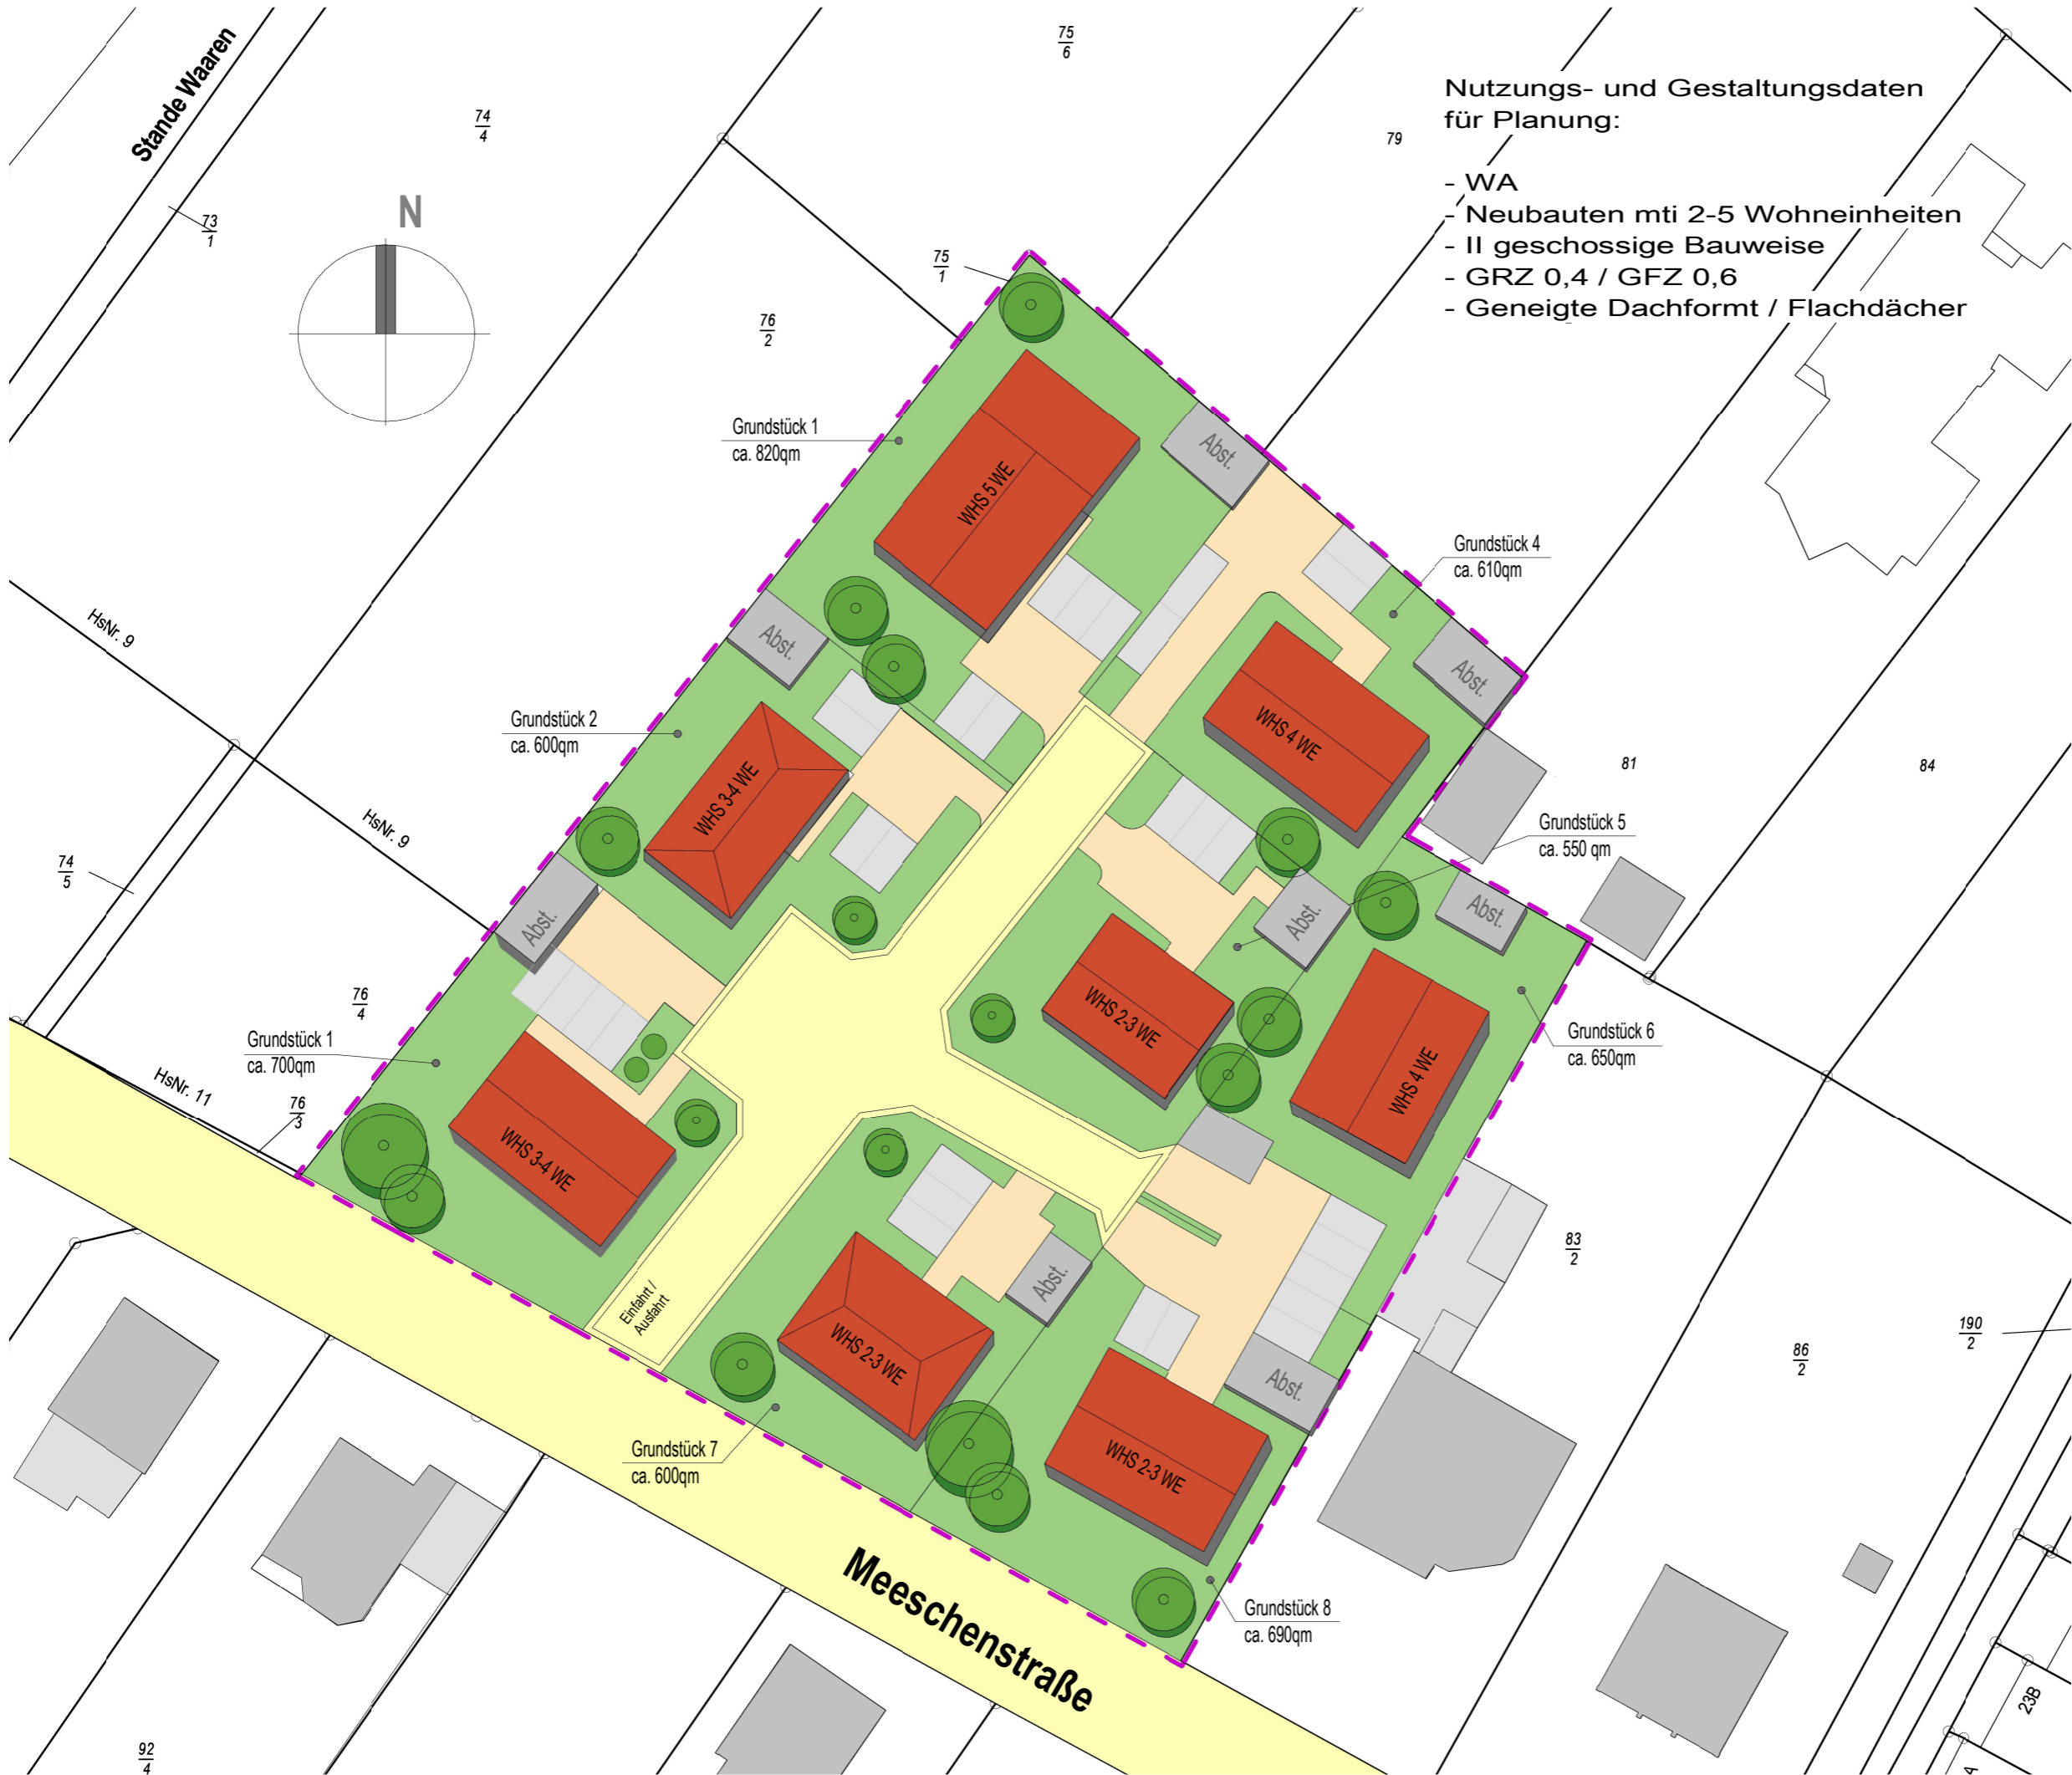 Stande Waaren
75
6
74
4
73
1
N
79
Nutzungs- und Gestaltungsdaten
für Planung:
- WA
- Neubauten mti 2-5 Wohneinheiten
- II geschossige Bauweise
- GRZ 0,4 / GFZ 0,6
- Geneigte Dachformt / Flachdächer
75
1
76
2
Grundstück 1
ca. 820qm
WHS 5 WE
Abst.
Grundstück 4
ca. 610qm
HsNr. 9
Abst.
Abst.
Grundstück 2
ca. 600qm
WHS 4 WE
WHS 3-4 WE
81
84
HsNr. 9
Grundstück 5
ca. 550 qm
74
5
Abst.
Abst.
Abst.
76
4
WHS 2-3 WE
Grundstück 6
ca. 650qm
Grundstück 1
ca. 700qm
WHS 4 WE
HsNr. 11
76
3
WHS 3-4 WE
83
2
Einfahrt /
Ausfahrt
Abst.
190
2
86
2
WHS 2-3 WE
Abst.
Grundstück 7
ca. 600qm
WHS 2-3 WE
Meeschenstraße
Grundstück 8
ca. 690qm
23B
A
92
4